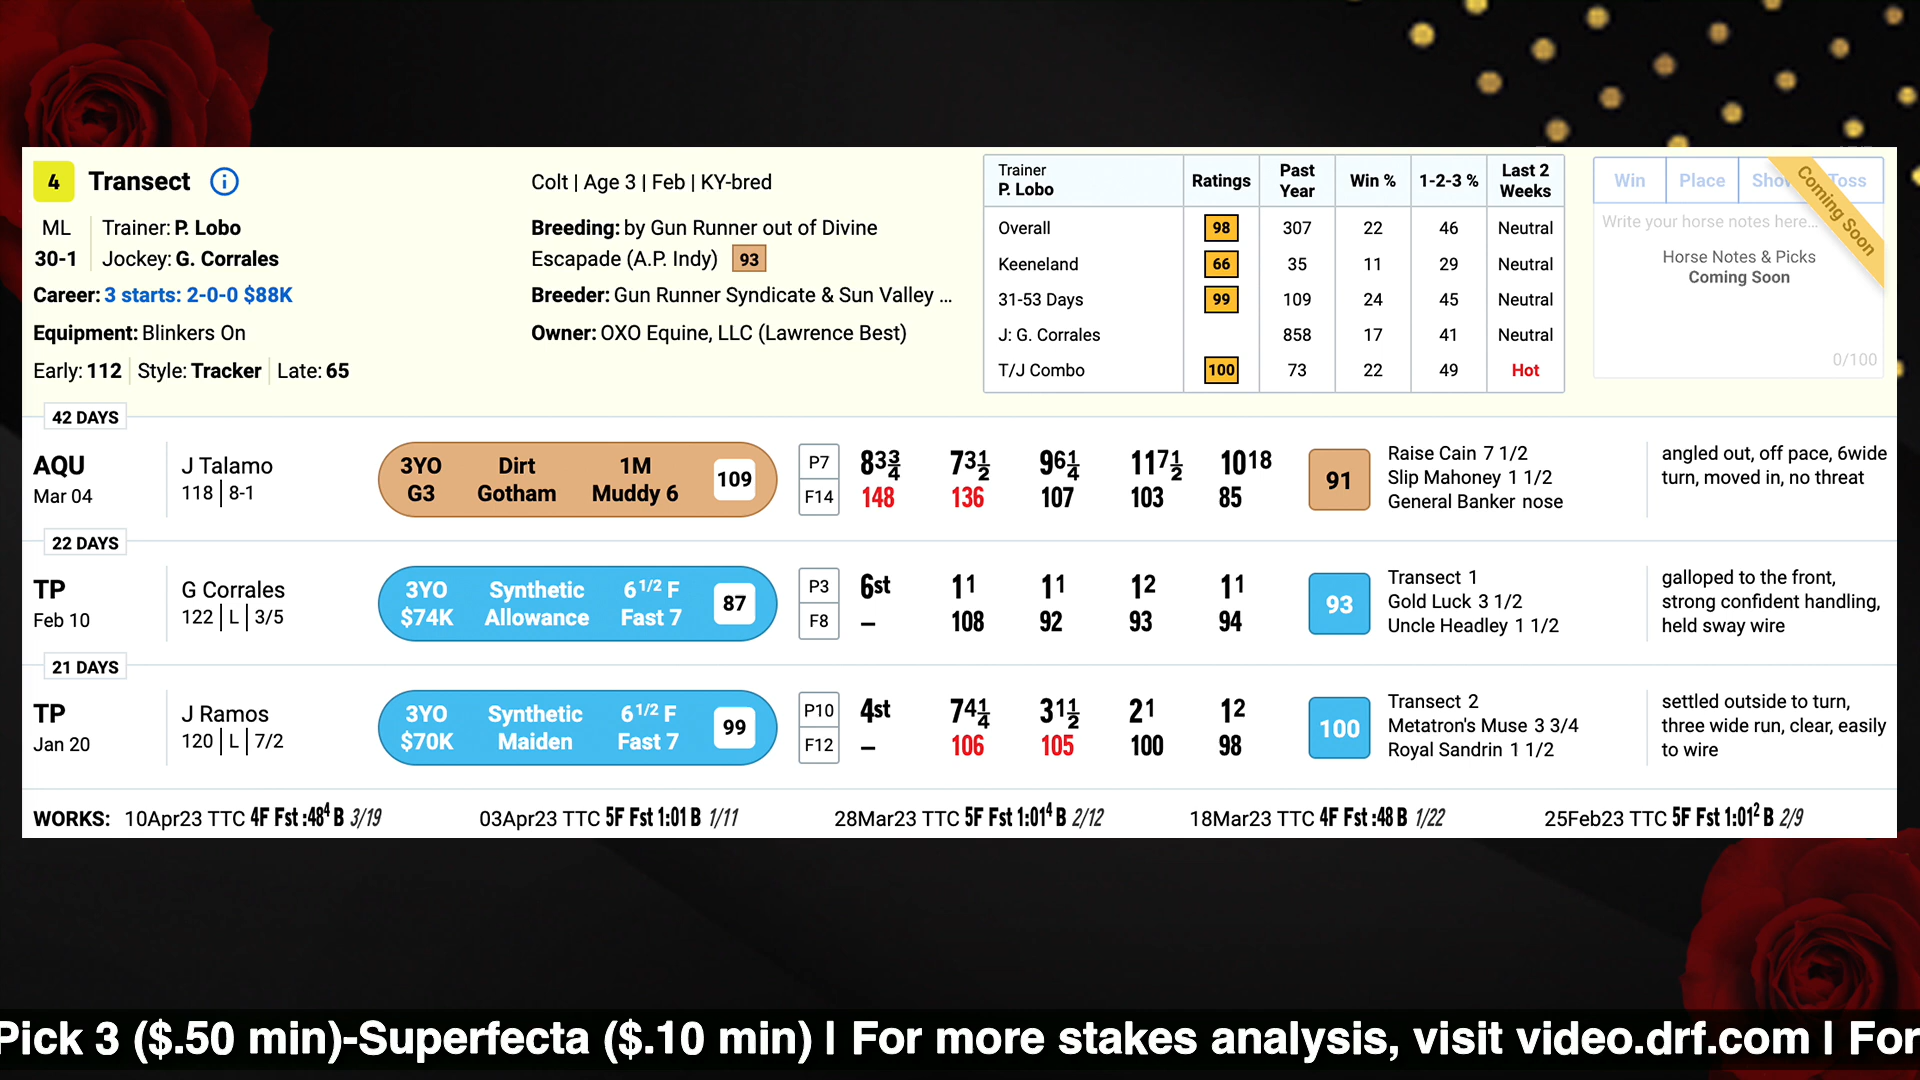 4 Transect i
ML
30-1
Trainer: P. Lobo
Jockey: G. Corrales
Career: 3 starts: 2-0-0 $88K
Equipment: Blinkers On
Early: 112 Style: Tracker Late: 65
Colt | Age 3 | Feb | KY-bred
Breeding: by Gun Runner out of Divine
Escapade (A.P. Indy) 93
Breeder: Gun Runner Syndicate & Sun Valley ...
Owner: OXO Equine, LLC (Lawrence Best)
Trainer P. Lobo Ratings Past Year Win % 1-2-3 % Last 2 Weeks
Overall 98 307 22 46 Neutral
Keeneland 66 35 11 29 Neutral
31-53 Days 99 109 24 45 Neutral
J: G. Corrales 858 17 41 Neutral
T/J Combo 100 73 22 49 Hot
Win Place Show Toss
Coming Soon
Write your horse notes here...
Horse Notes & Picks
Coming Soon
0/100
42 DAYS
AQU
Mar 04
J Talamo
118 | 8-1
3YO Dirt 1M
G3 Gotham Muddy 6
109
P7 8 3 3/4 7 3 1/2 9 6 1/4 11 7 1/2 10 18
F14 148 136 107 103 85
91
Raise Cain 7 1/2
Slip Mahoney 1 1/2
General Banker nose
angled out, off pace, 6wide
turn, moved in, no threat
22 DAYS
TP
Feb 10
G Corrales
122 | L | 3/5
3YO Synthetic 6 1/2 F
$74K Allowance Fast 7
87
P3 6st 1 1 1 1 1 2 1 1
F8 – 108 92 93 94
93
Transect 1
Gold Luck 3 1/2
Uncle Headley 1 1/2
galloped to the front,
strong confident handling,
held sway wire
21 DAYS
TP
Jan 20
J Ramos
120 | L | 7/2
3YO Synthetic 6 1/2 F
$70K Maiden Fast 7
99
P10 4st 7 4 1/4 3 1 1/2 2 1 1 2
F12 – 106 105 100 98
100
Transect 2
Metatron's Muse 3 3/4
Royal Sandrin 1 1/2
settled outside to turn,
three wide run, clear, easily
to wire
WORKS: 10Apr23 TTC 4F Fst :48⁴ B 3/19 03Apr23 TTC 5F Fst 1:01 B 1/11 28Mar23 TTC 5F Fst 1:01⁴ B 2/12 18Mar23 TTC 4F Fst :48 B 1/22 25Feb23 TTC 5F Fst 1:01² B 2/9
Pick 3 ($.50 min)-Superfecta ($.10 min) | For more stakes analysis, visit video.drf.com | For